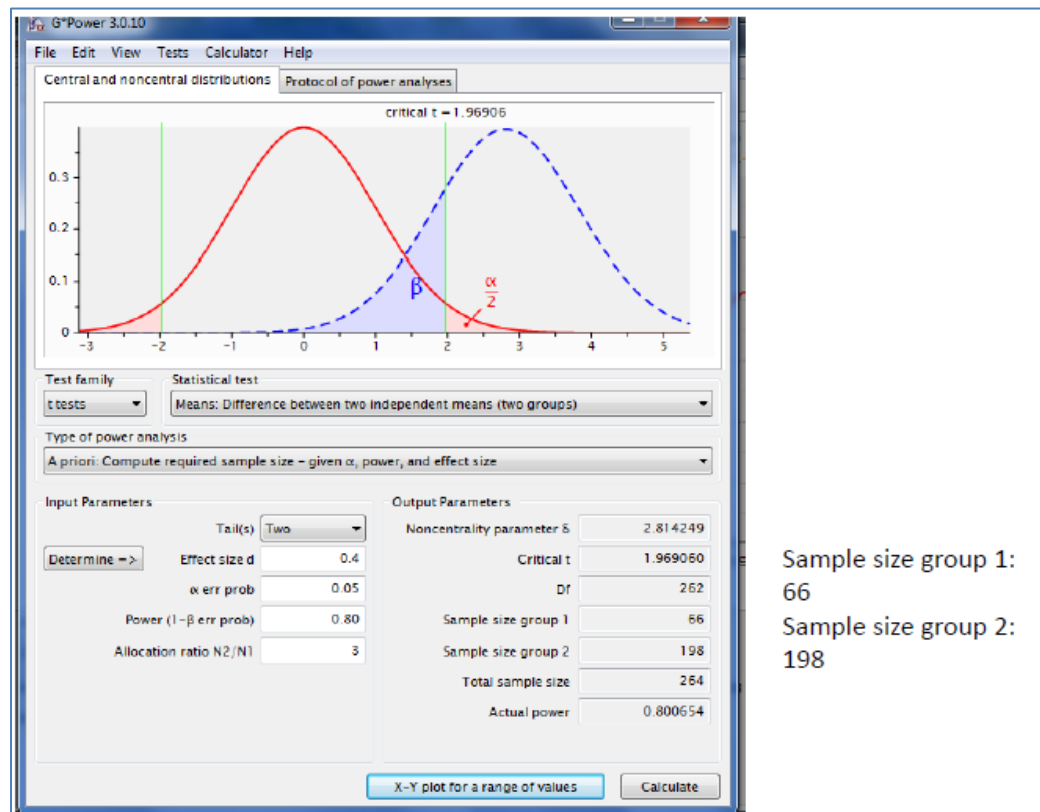 G*Power 3.0.10
File Edit View Tests Calculator Help
Central and noncentral distributions Protocol of power analyses
critical t = 1.96906
0.3
0.2
0.1
0
β
α
2
-3 -2 -1 0 1 2 3 4 5
Test family Statistical test
t tests Means: Difference between two independent means (two groups)
Type of power analysis
A priori: Compute required sample size – given α, power, and effect size
Input Parameters Output Parameters
Tail(s) Two Noncentrality parameter δ 2.814249
Determine => Effect size d 0.4 Critical t 1.969060
α err prob 0.05 Df 262
Power (1-β err prob) 0.80 Sample size group 1 66
Allocation ratio N2/N1 3 Sample size group 2 198
Total sample size 264
Actual power 0.800654
X-Y plot for a range of values Calculate
Sample size group 1:
66
Sample size group 2:
198